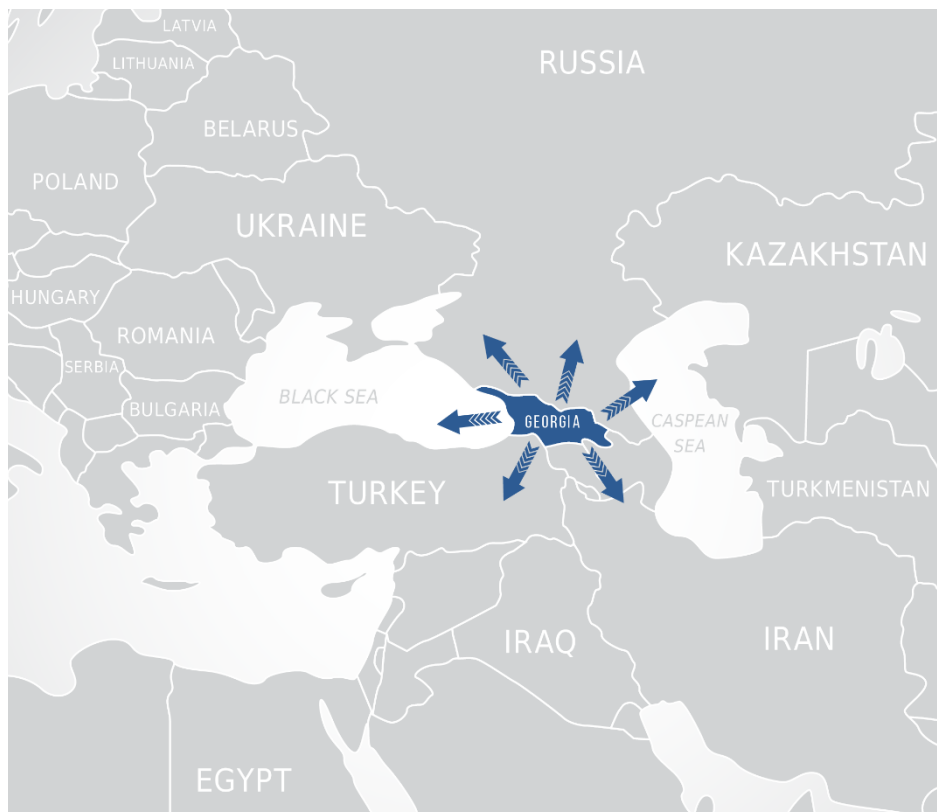 LATVIA
LITHUANIA
RUSSIA
BELARUS
POLAND
UKRAINE
KAZAKHSTAN
HUNGARY
ROMANIA
SERBIA
BLACK SEA
BULGARIA
GEORGIA
CASPEAN
SEA
TURKEY
TURKMENISTAN
IRAQ
IRAN
EGYPT